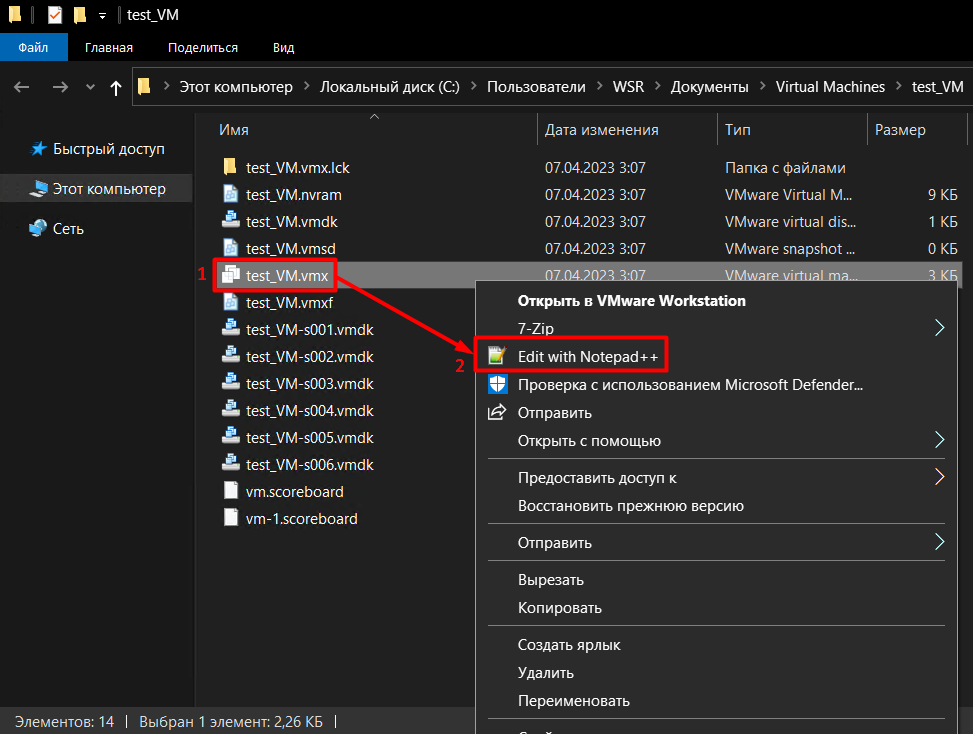 test_VM
Файл Главная Поделиться Вид
Этот компьютер Локальный диск (C:) Пользователи WSR Документы Virtual Machines test_VM
Быстрый доступ
Этот компьютер
Сеть
Имя Дата изменения Тип Размер
test_VM.vmx.lck 07.04.2023 3:07 Папка с файлами
test_VM.nvram 07.04.2023 3:07 VMware Virtual M... 9 КБ
test_VM.vmdk 07.04.2023 3:07 VMware virtual dis... 1 КБ
test_VM.vmsd 07.04.2023 3:07 VMware snapshot ... 0 КБ
1 test_VM.vmx 07.04.2023 3:07 VMware virtual ma... 3 КБ
test_VM.vmxf
test_VM-s001.vmdk
test_VM-s002.vmdk
test_VM-s003.vmdk
test_VM-s004.vmdk
test_VM-s005.vmdk
test_VM-s006.vmdk
vm.scoreboard
vm-1.scoreboard
Открыть в VMware Workstation
7-Zip
2 Edit with Notepad++
Проверка с использованием Microsoft Defender...
Отправить
Открыть с помощью
Предоставить доступ к
Восстановить прежнюю версию
Отправить
Вырезать
Копировать
Создать ярлык
Удалить
Переименовать
Элементов: 14 Выбран 1 элемент: 2,26 КБ